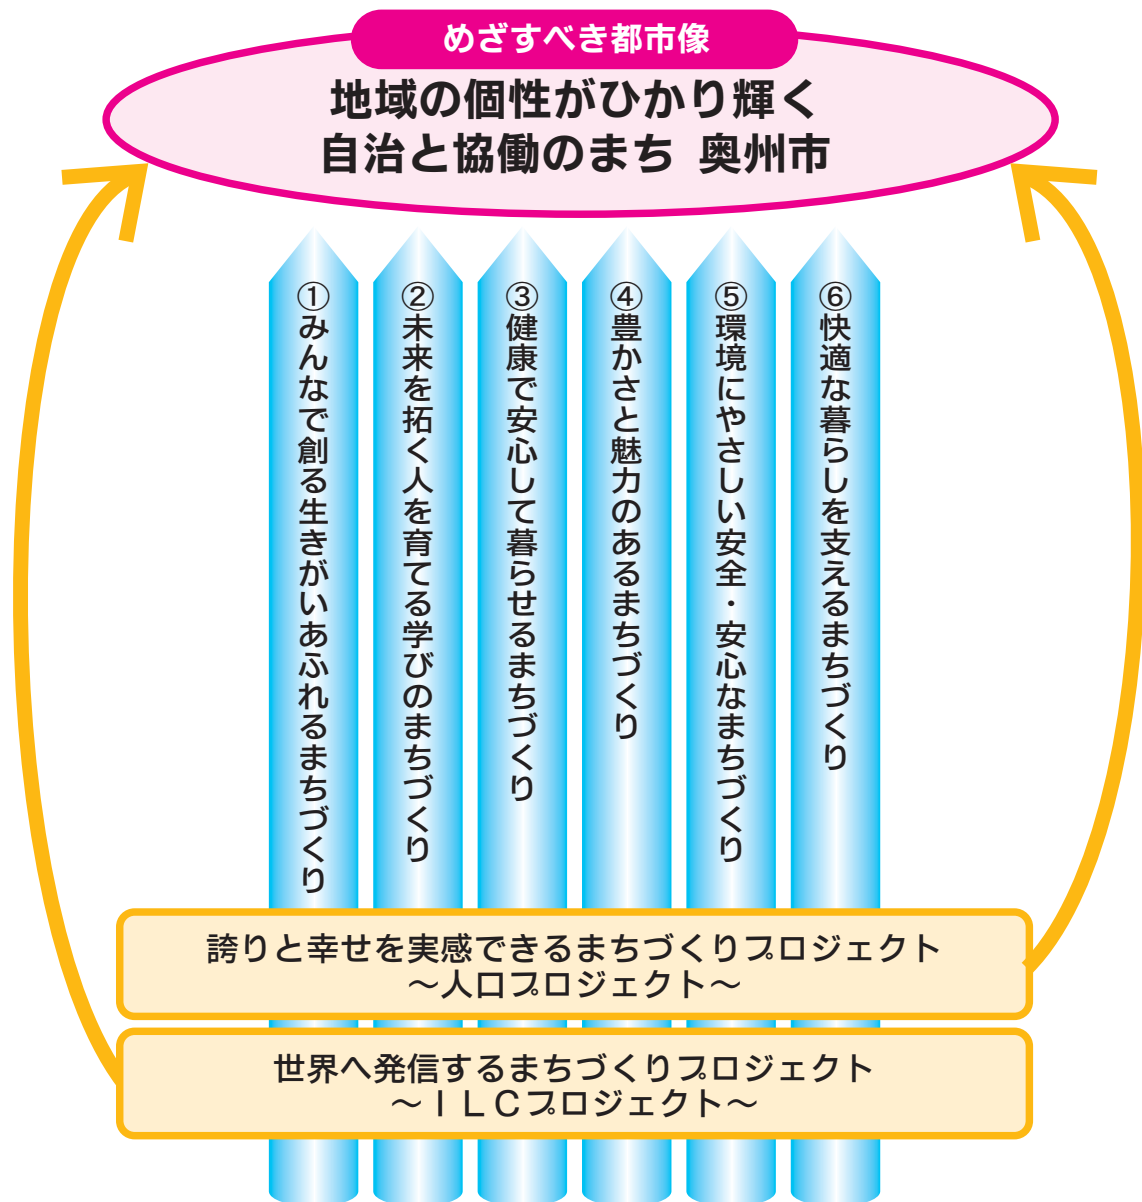 めざすべき都市像
地域の個性がひかり輝く
自治と協働のまち 奥州市
①みんなで創る生きがいあふれるまちづくり
②未来を拓く人を育てる学びのまちづくり
③健康で安心して暮らせるまちづくり
④豊かさと魅力のあるまちづくり
⑤環境にやさしい安全・安心なまちづくり
⑥快適な暮らしを支えるまちづくり
誇りと幸せを実感できるまちづくりプロジェクト
～人口プロジェクト～
世界へ発信するまちづくりプロジェクト
～ＩＬＣプロジェクト～